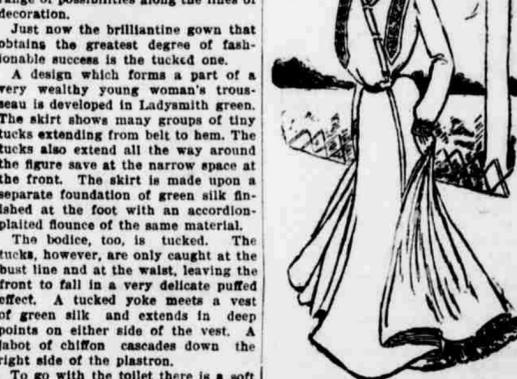 range of possibilities along the lines of
decoration.
Just now the brilliantine gown that
obtains the greatest degree of fash-
ionable success is the tucked one.
A design which forms a part of a
very wealthy young woman's trous-
seau is developed in Ladysmith green.
The skirt shows many groups of tiny
tucks extending from belt to hem. The
tucks also extend all the way around
the figure save at the narrow space at
the front. The skirt is made upon a
separate foundation of green silk fin-
ished at the foot with an accordion-
plaited flounce of the same material.
The bodice, too, is tucked. The
tucks, however, are only caught at the
bust line and at the waist, leaving the
front to fall in a very delicate puffed
effect. A tucked yoke meets a vest
of green silk and extends in deep
points on either side of the vest. A
jabot of chiffon cascades down the
right side of the plastron.
To go with the toilet there is a soft